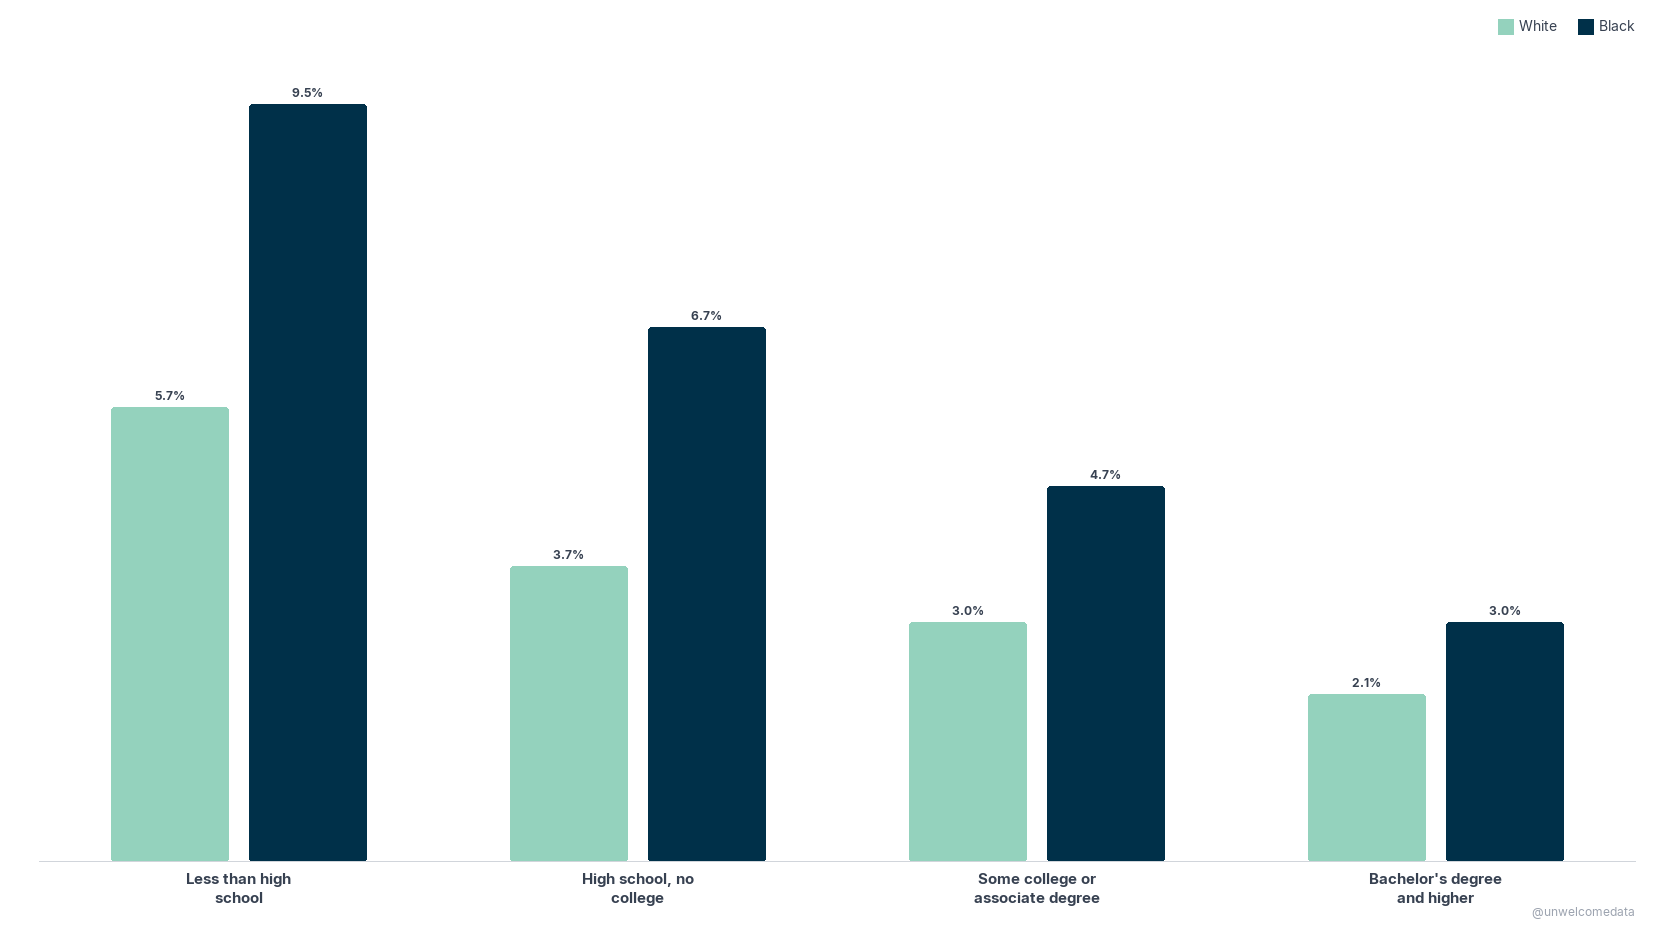 White Black
9.5%
6.7%
5.7%
4.7%
3.7%
3.0%
3.0%
2.1%
Less than high
school
High school, no
college
Some college or
associate degree
Bachelor's degree
and higher
@unwelcomedata